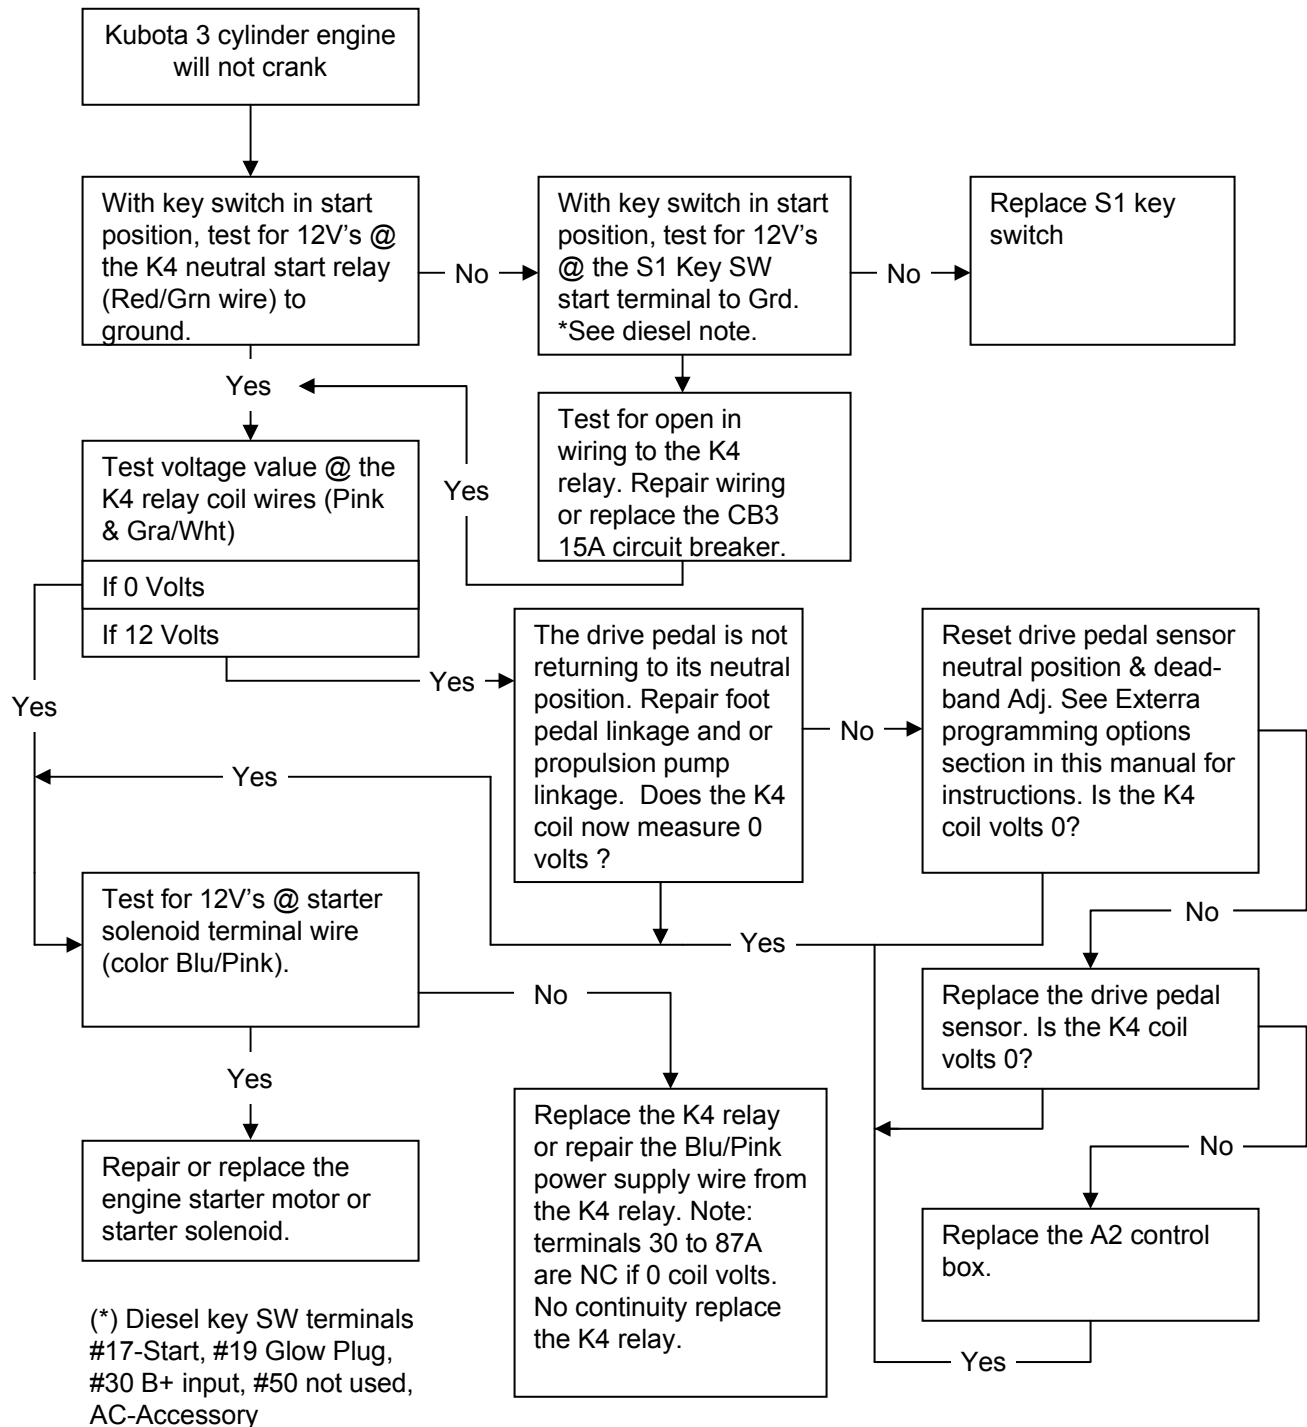 Kubota 3 cylinder engine
will not crank
With key switch in start
position, test for 12V's @
the K4 neutral start relay
(Red/Grn wire) to
ground.
No
With key switch in start
position, test for 12V's
@ the S1 Key SW
start terminal to Grd.
*See diesel note.
No
Replace S1 key
switch
Yes
Test for open in
wiring to the K4
relay. Repair wiring
or replace the CB3
15A circuit breaker.
Yes
Test voltage value @ the
K4 relay coil wires (Pink
& Gra/Wht)
If 0 Volts
If 12 Volts
Yes
Yes
The drive pedal is not
returning to its neutral
position. Repair foot
pedal linkage and or
propulsion pump
linkage.  Does the K4
coil now measure 0
volts ?
No
Reset drive pedal sensor
neutral position & dead-
band Adj. See Exterra
programming options
section in this manual for
instructions. Is the K4
coil volts 0?
Yes
Test for 12V's @ starter
solenoid terminal wire
(color Blu/Pink).
Yes
No
No
Replace the drive pedal
sensor. Is the K4 coil
volts 0?
Yes
Replace the K4 relay
or repair the Blu/Pink
power supply wire from
the K4 relay. Note:
terminals 30 to 87A
are NC if 0 coil volts.
No continuity replace
the K4 relay.
No
Repair or replace the
engine starter motor or
starter solenoid.
Replace the A2 control
box.
Yes
(*) Diesel key SW terminals
#17-Start, #19 Glow Plug,
#30 B+ input, #50 not used,
AC-Accessory